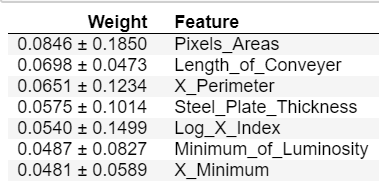 Weight Feature
0.0846 ± 0.1850 Pixels_Areas
0.0698 ± 0.0473 Length_of_Conveyer
0.0651 ± 0.1234 X_Perimeter
0.0575 ± 0.1014 Steel_Plate_Thickness
0.0540 ± 0.1499 Log_X_Index
0.0487 ± 0.0827 Minimum_of_Luminosity
0.0481 ± 0.0589 X_Minimum